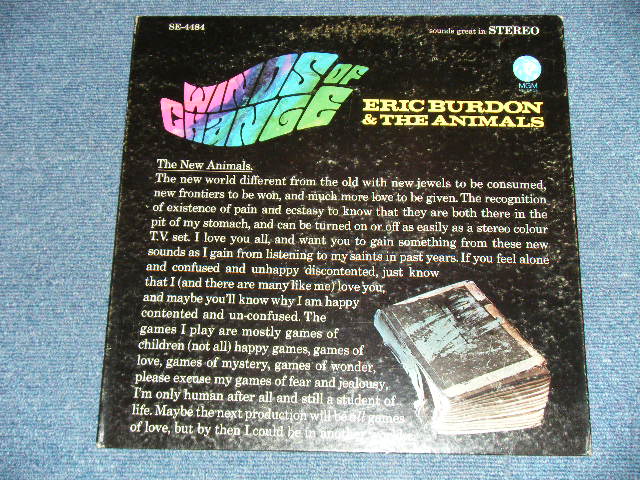 SE-4484
sounds great in STEREO
WINDS OF CHANGE
MGM
ERIC BURDON
& THE ANIMALS
The New Animals.
The new world different from the old with new jewels to be consumed,
new frontiers to be won, and much more love to be given. The recognition
of existence of pain and ecstasy to know that they are both there in the
pit of my stomach, and can be turned on or off as easily as a stereo colour
T.V. set. I love you all, and want you to gain something from these new
sounds as I gain from listening to my saints in past years. If you feel alone
and confused and unhappy discontented, just know
that I (and there are many like me) love you,
and maybe you'll know why I am happy
contented and un-confused. The
games I play are mostly games of
children (not all) happy games, games of
love, games of mystery, games of wonder,
please excuse my games of fear and jealousy,
I'm only human after all and still a student of
life. Maybe the next production will be all games
of love, but by then I could be in another